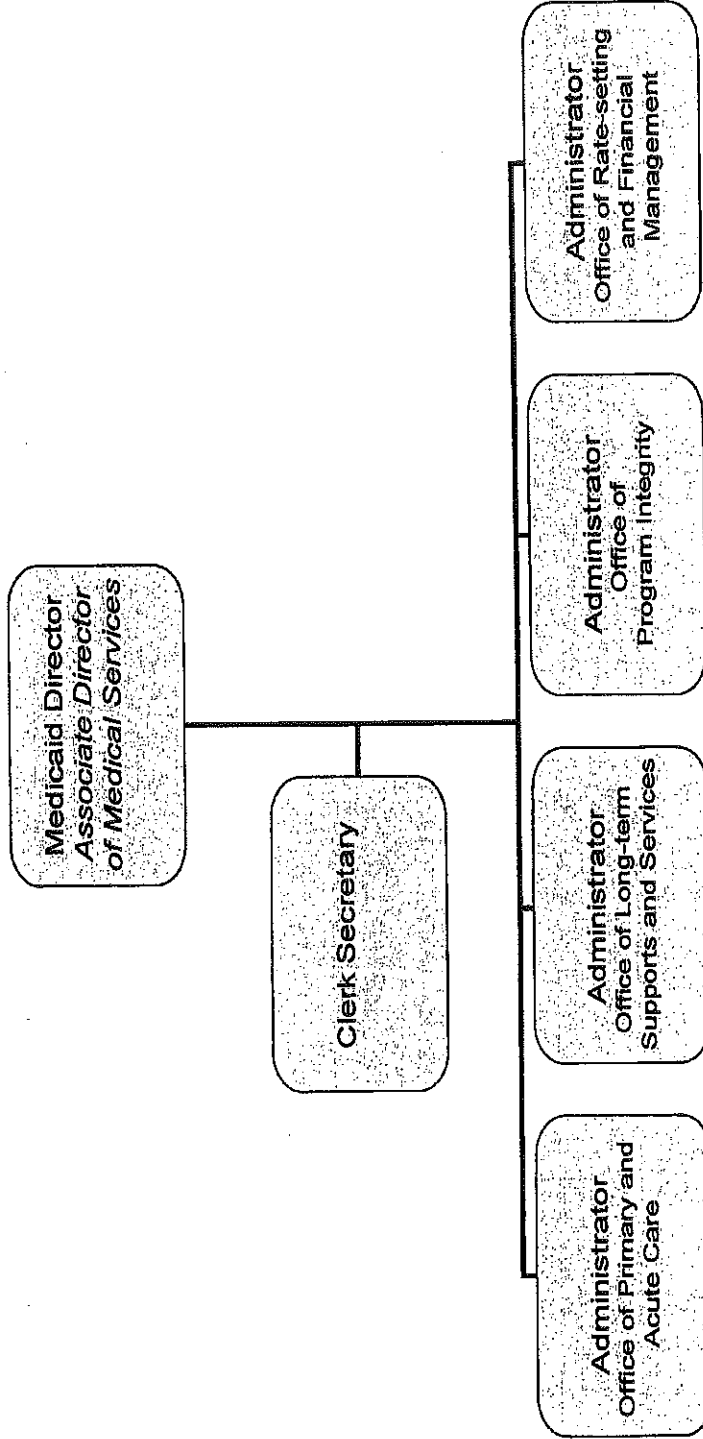 Medicaid Director
Associate Director
of Medical Services
Clerk Secretary
Administrator
Office of Primary and
Acute Care
Administrator
Office of Long-term
Supports and Services
Administrator
Office of
Program Integrity
Administrator
Office of Rate-setting
and Financial
Management